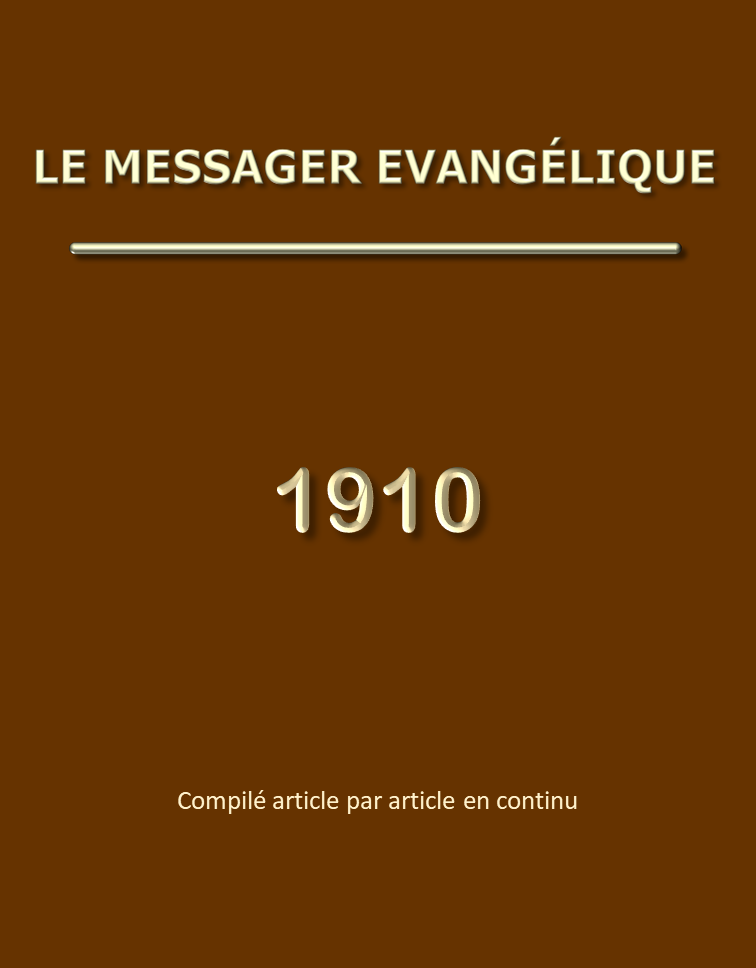 LE MESSAGER EVANGÉLIQUE
1910
Compilé article par article en continu